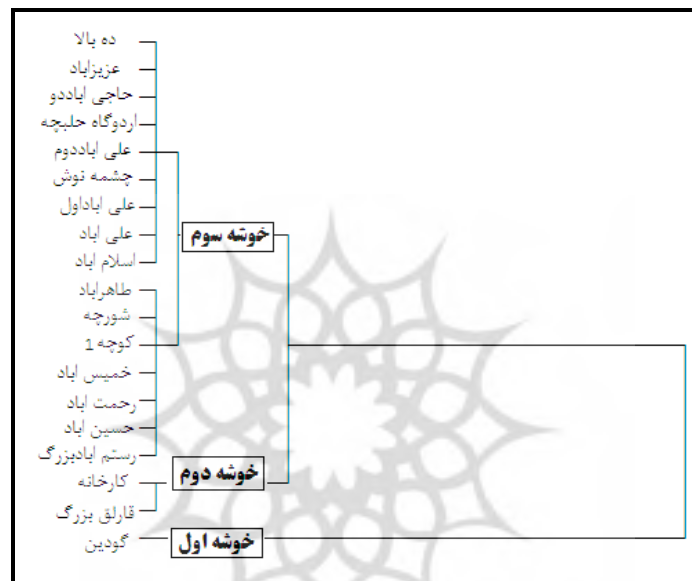 ده بالا
عزیزاباد
حاجی اباددو
اردوگاه حلبچه
علی اباددوم
چشمه نوش
علی اباداول
خوشه سوم
علی اباد
اسلام اباد
طاهراباد
شورچه
کوچه 1
خمیس اباد
رحمت اباد
حسین اباد
رستم ابادبزرگ
خوشه دوم
کارخانه
قارلق بزرگ
خوشه اول
گودین